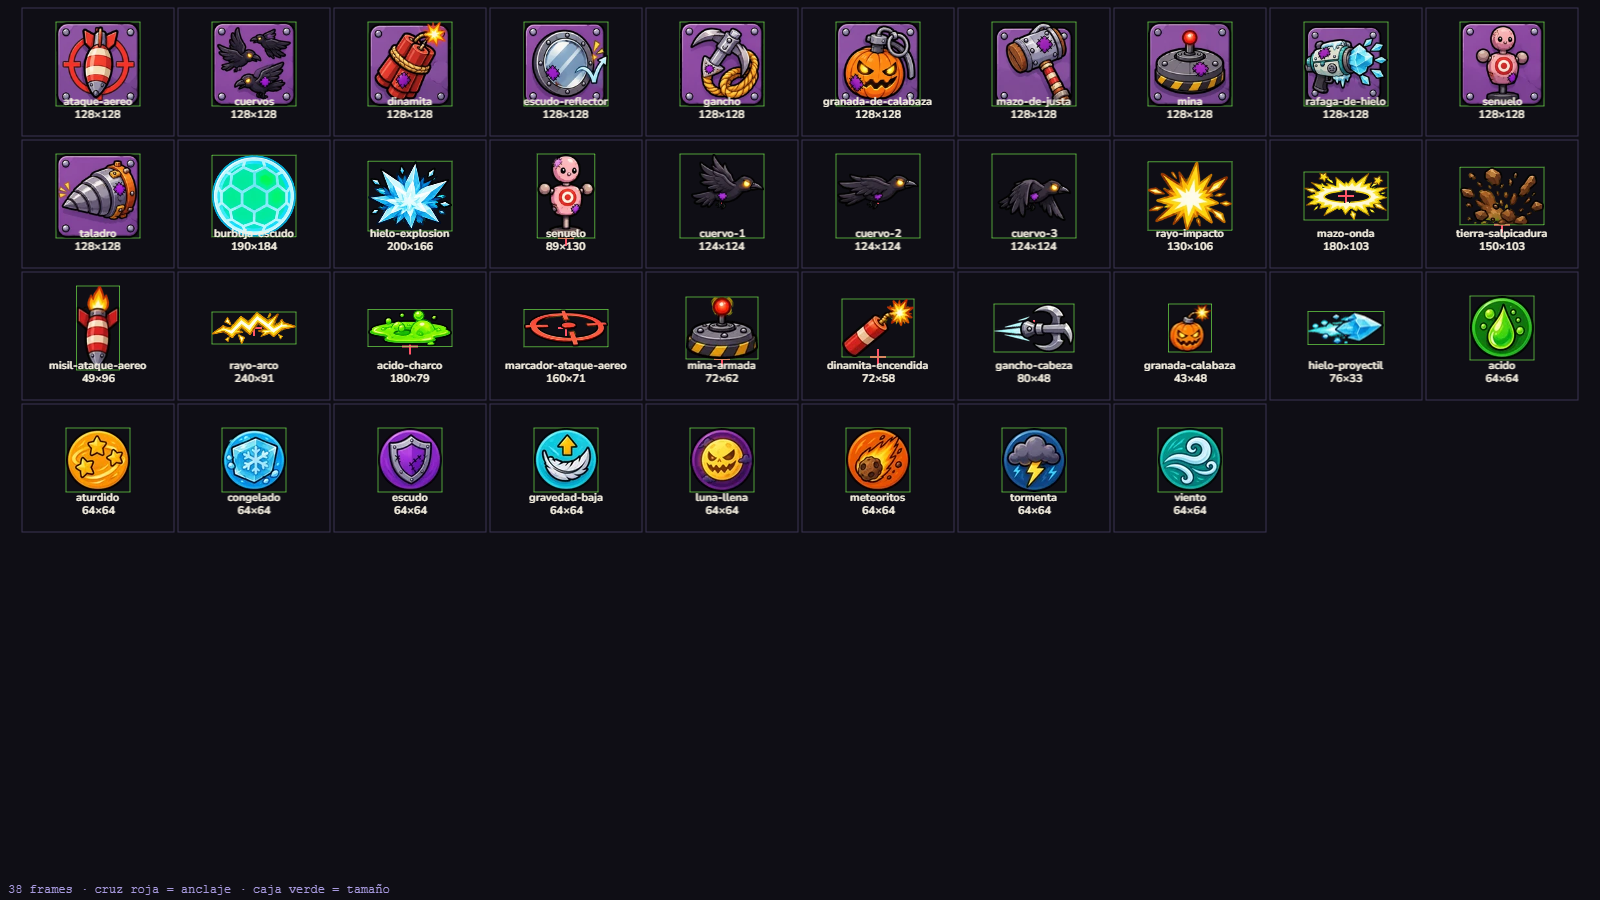 ataque-aereo
128×128
cuervos
128×128
dinamita
128×128
escudo-reflector
128×128
gancho
128×128
granada-de-calabaza
128×128
mazo-de-justa
128×128
mina
128×128
rafaga-de-hielo
128×128
senuelo
128×128
taladro
128×128
burbuja-escudo
190×184
hielo-explosion
200×166
senuelo
89×130
cuervo-1
124×124
cuervo-2
124×124
cuervo-3
124×124
rayo-impacto
130×106
mazo-onda
180×103
tierra-salpicadura
150×103
misil-ataque-aereo
49×96
rayo-arco
240×91
acido-charco
180×79
marcador-ataque-aereo
160×71
mina-armada
72×62
dinamita-encendida
72×58
gancho-cabeza
80×48
granada-calabaza
43×48
hielo-proyectil
76×33
acido
64×64
aturdido
64×64
congelado
64×64
escudo
64×64
gravedad-baja
64×64
luna-llena
64×64
meteoritos
64×64
tormenta
64×64
viento
64×64
38 frames · cruz roja = anclaje · caja verde = tamaño